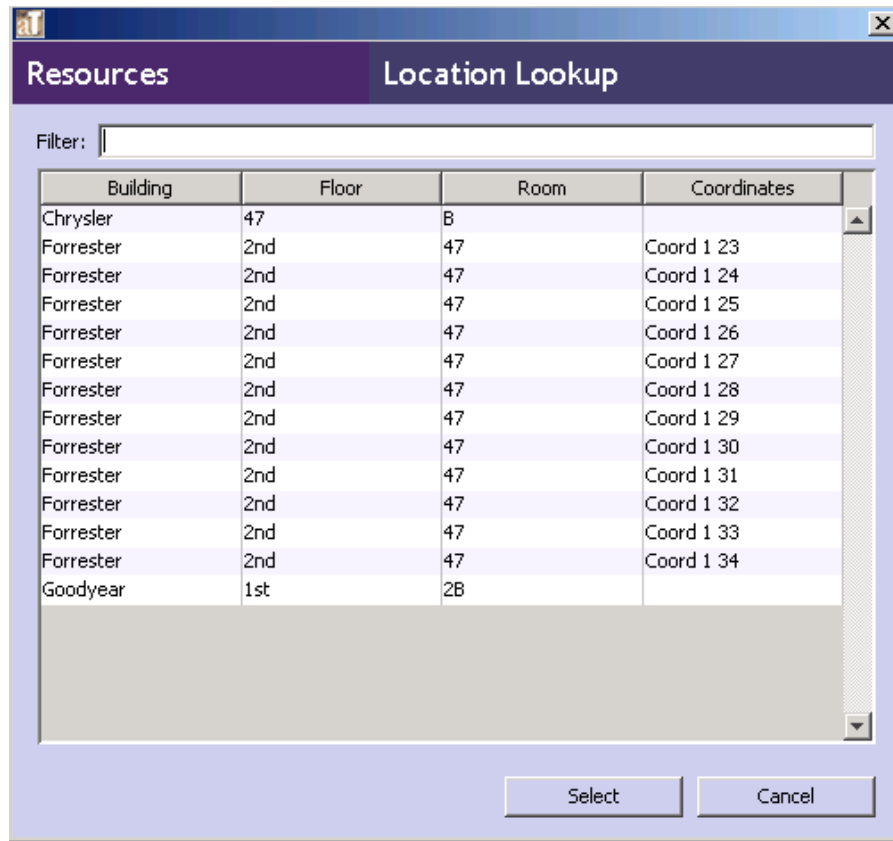 aT
Resources Location Lookup
Filter:
Building Floor Room Coordinates
Chrysler 47 B
Forrester 2nd 47 Coord 1 23
Forrester 2nd 47 Coord 1 24
Forrester 2nd 47 Coord 1 25
Forrester 2nd 47 Coord 1 26
Forrester 2nd 47 Coord 1 27
Forrester 2nd 47 Coord 1 28
Forrester 2nd 47 Coord 1 29
Forrester 2nd 47 Coord 1 30
Forrester 2nd 47 Coord 1 31
Forrester 2nd 47 Coord 1 32
Forrester 2nd 47 Coord 1 33
Forrester 2nd 47 Coord 1 34
Goodyear 1st 2B
Select Cancel